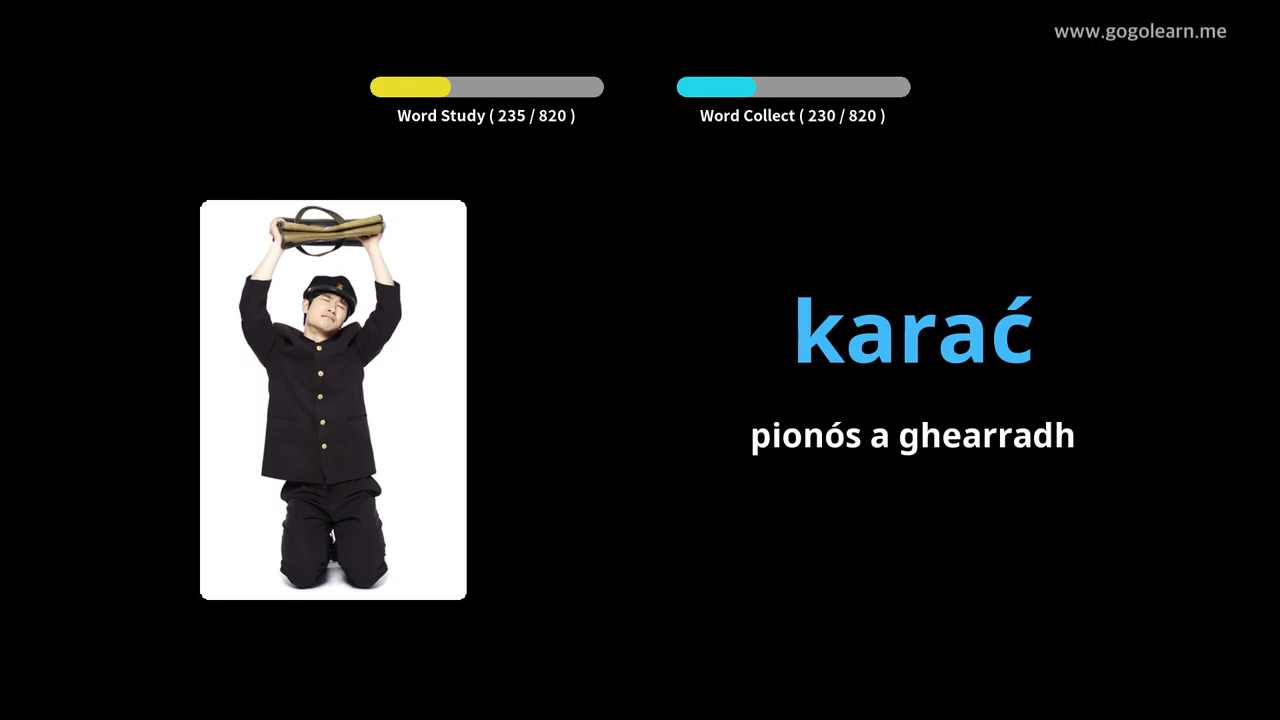 www.gogolearn.me
Word Study ( 235 / 820 )
Word Collect ( 230 / 820 )
karać
pionós a ghearradh